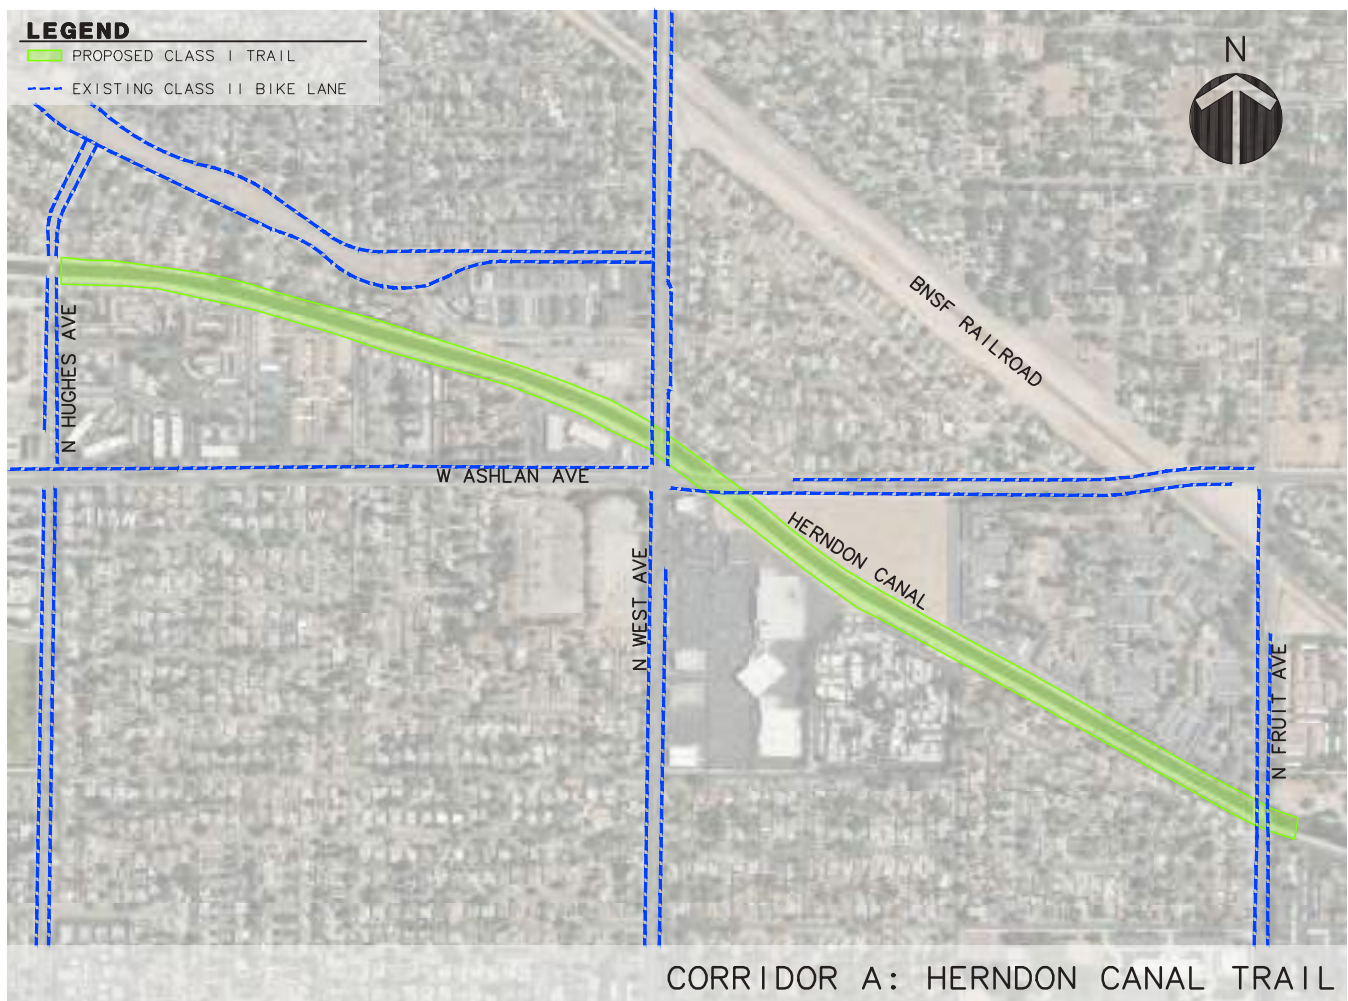 LEGEND
PROPOSED CLASS I TRAIL
EXISTING CLASS II BIKE LANE
N
BNSF RAILROAD
N HUGHES AVE
W ASHLAN AVE
HERNDON CANAL
N WEST AVE
N FRUIT AVE
CORRIDOR A: HERNDON CANAL TRAIL